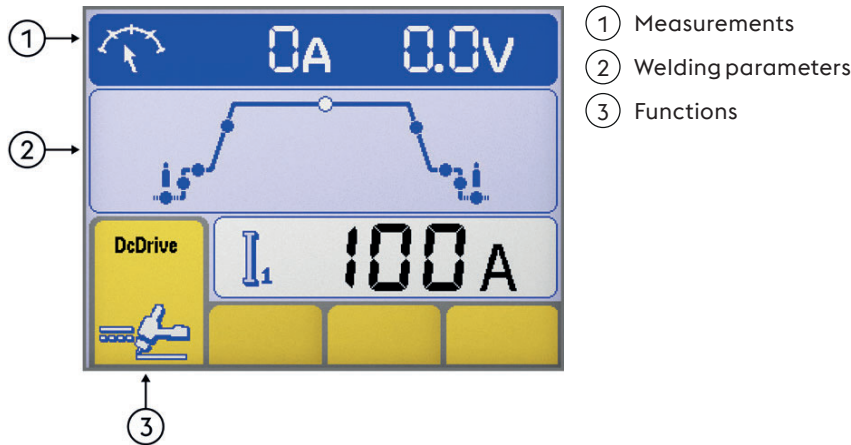 1 0A 0.0V
1 Measurements
2 Welding parameters
3 Functions
2
DcDrive
I1 100A
3